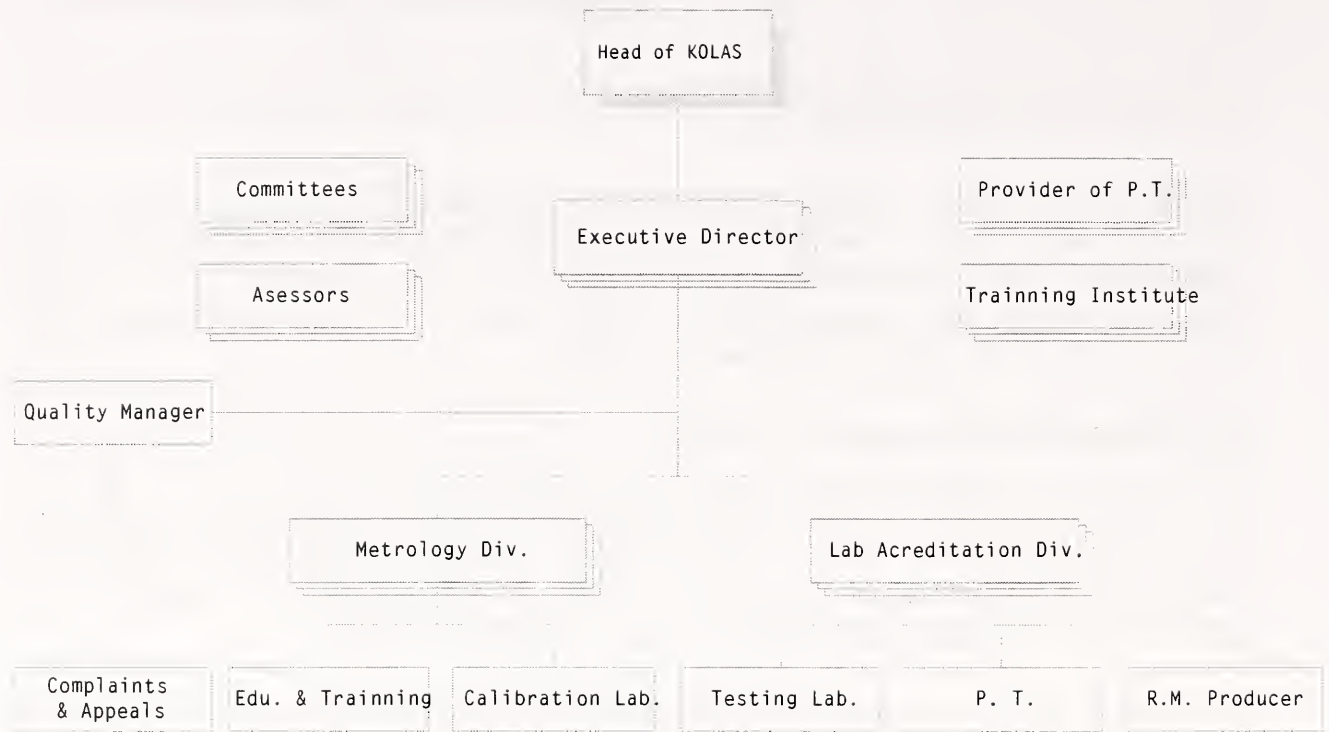 Head of KOLAS
Committees
Provider of P.T.
Executive Director
Asessors
Trainning Institute
Quality Manager
Metrology Div.
Lab Acreditation Div.
Complaints
& Appeals
Edu. & Trainning
Calibration Lab.
Testing Lab.
P. T.
R.M. Producer